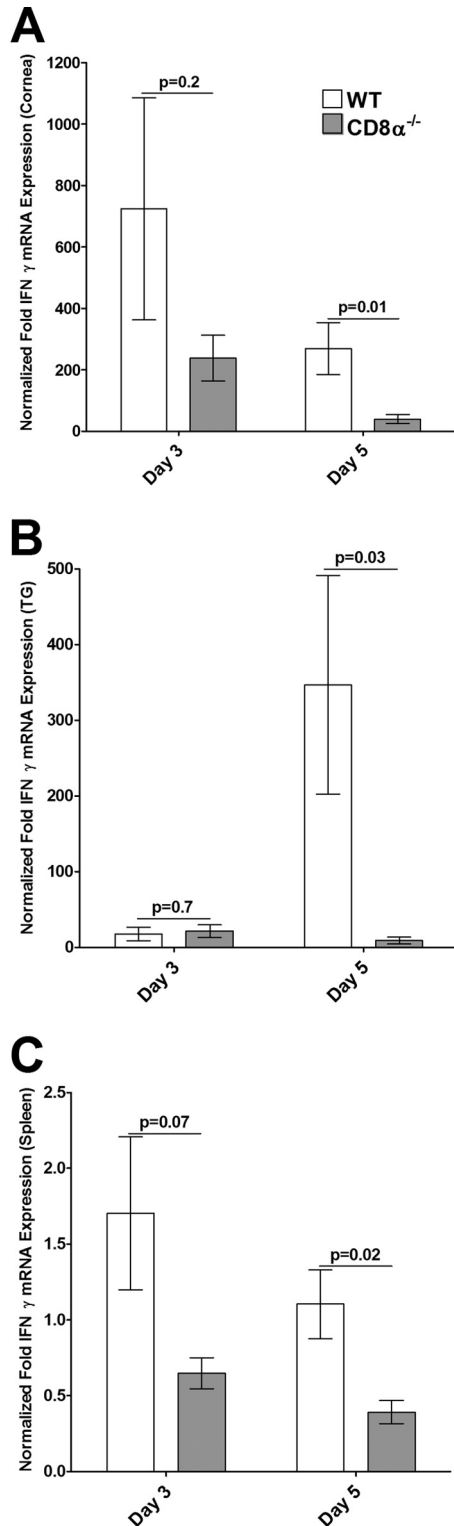 A
Normalized Fold IFN γ mRNA Expression (Cornea)
1200
1000
800
600
400
200
0
p=0.2
p=0.01
WT
CD8α-/-
Day 3
Day 5
B
Normalized Fold IFN γ mRNA Expression (TG)
500
400
300
200
100
0
p=0.7
p=0.03
Day 3
Day 5
C
Normalized Fold IFN γ mRNA Expression (Spleen)
2.5
2.0
1.5
1.0
0.5
0.0
p=0.07
p=0.02
Day 3
Day 5